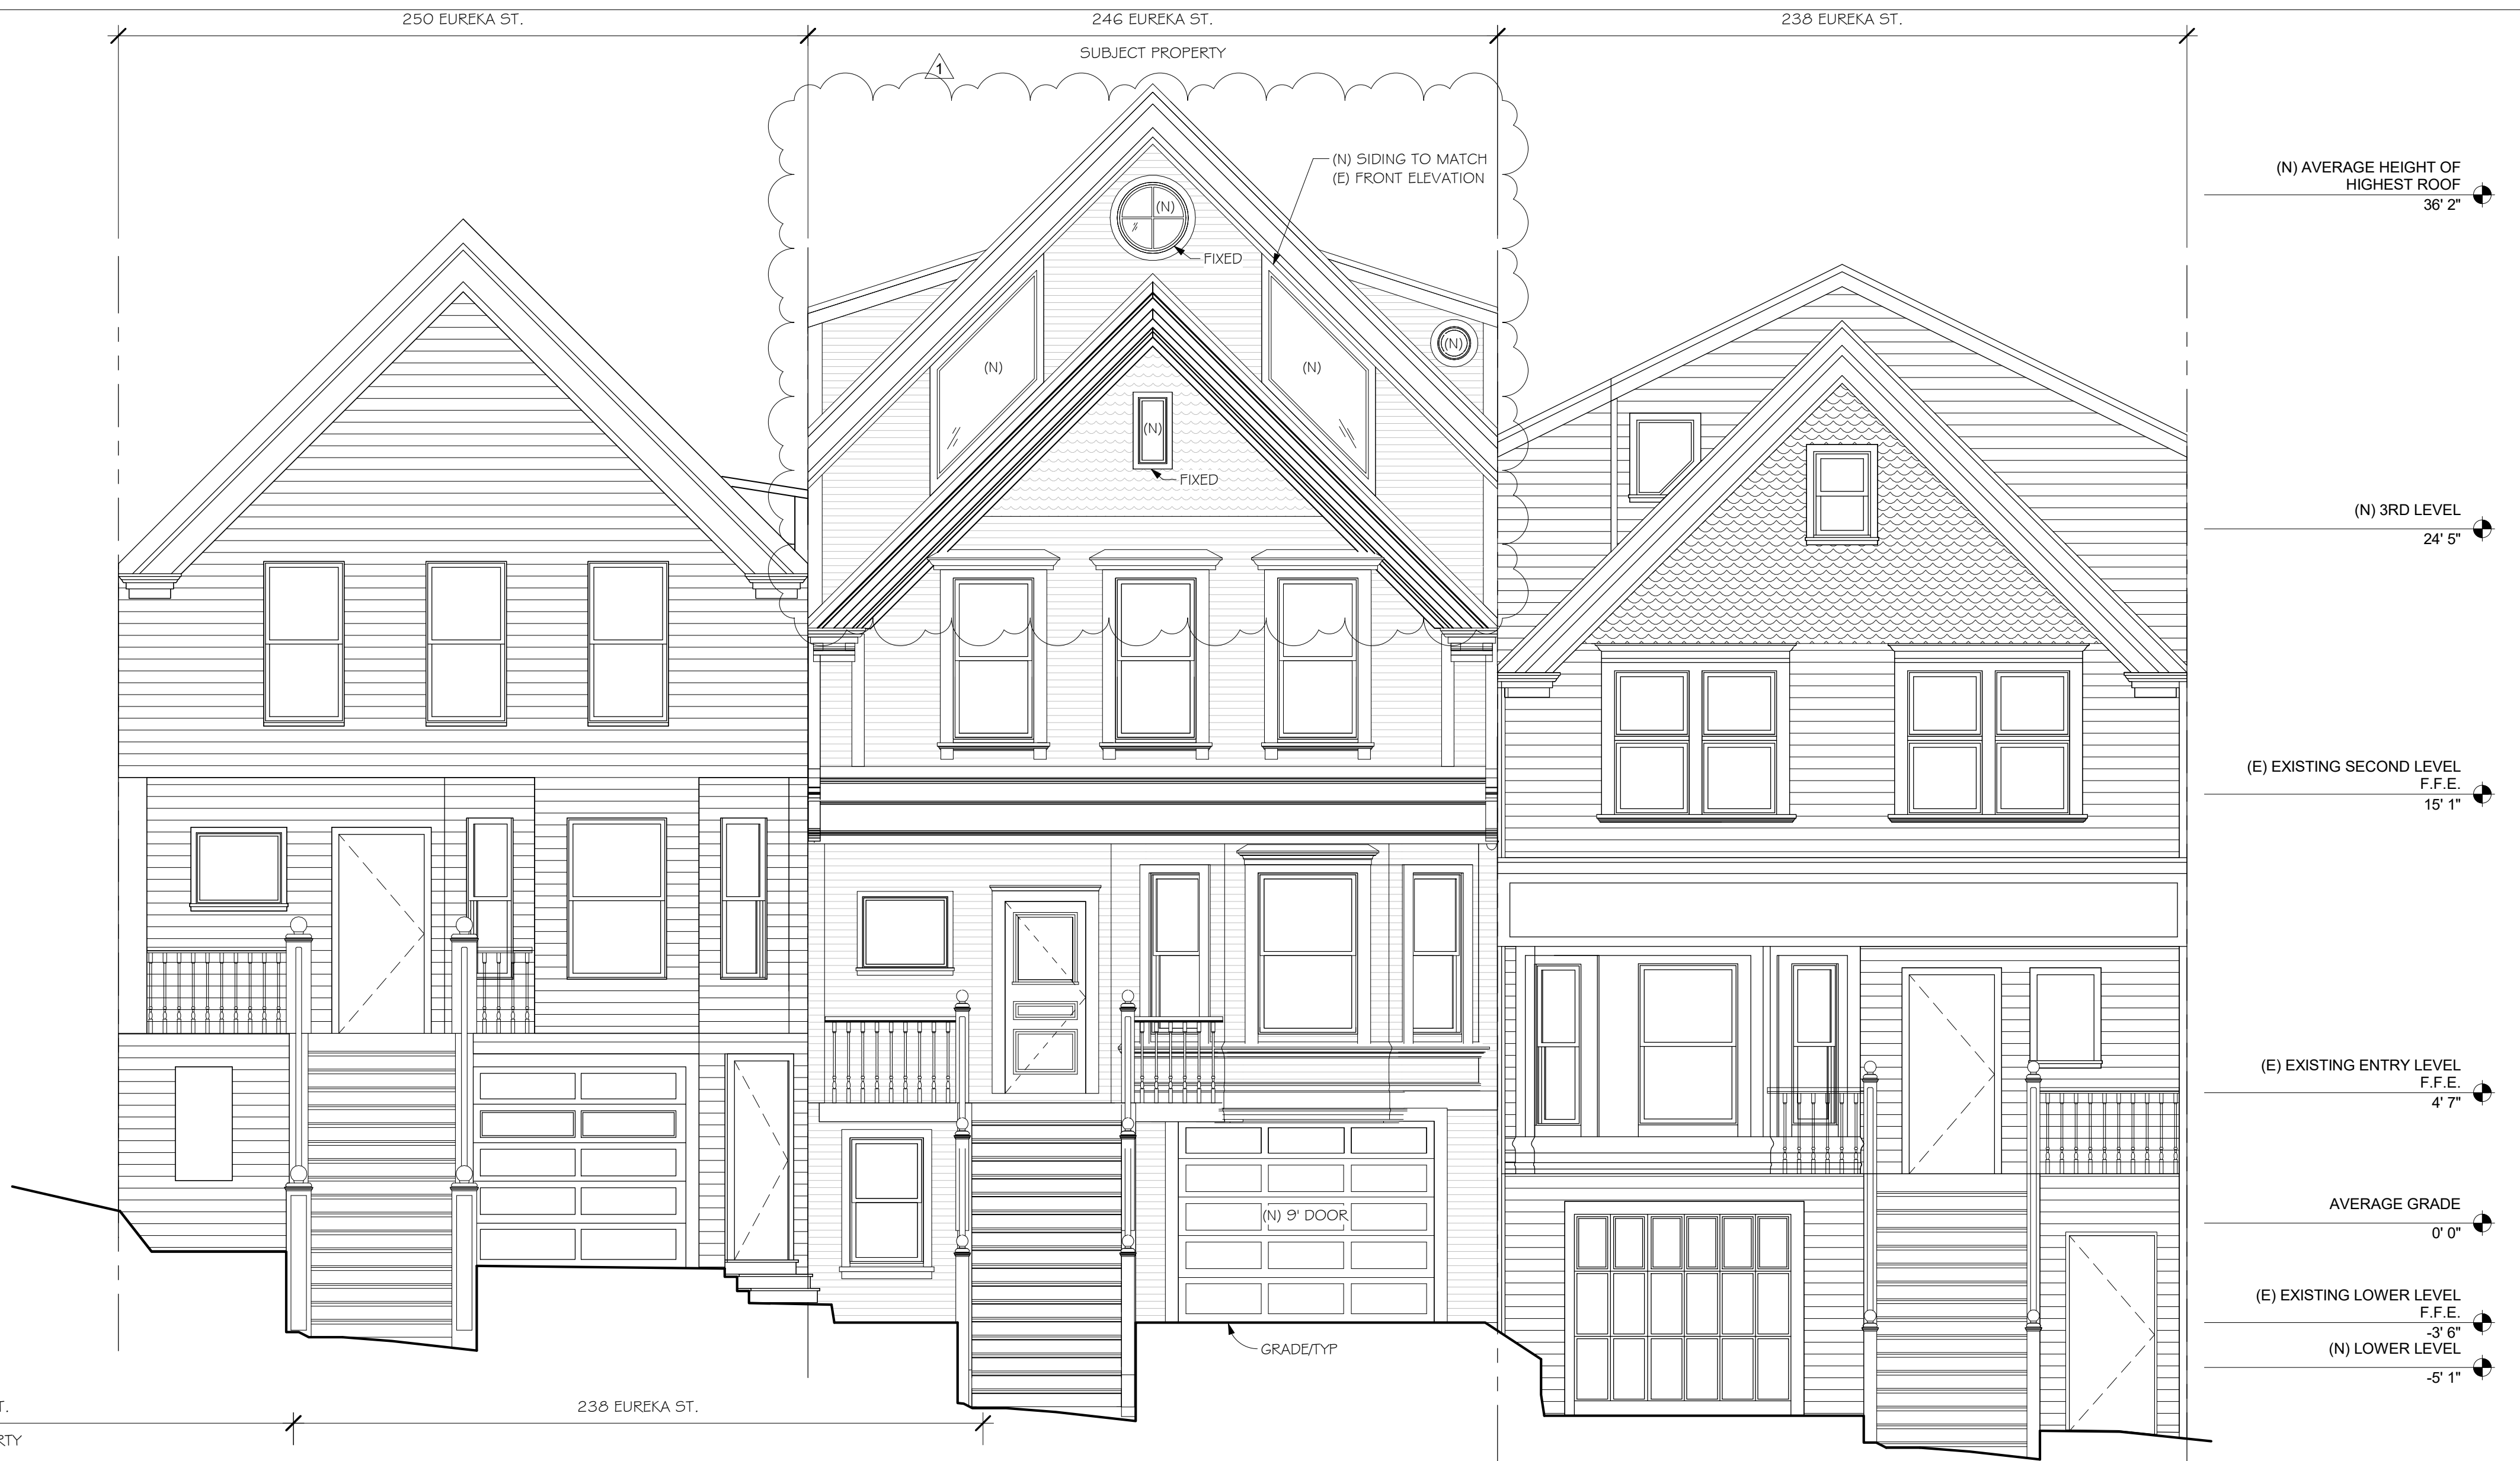 250 EUREKA ST.
246 EUREKA ST.
238 EUREKA ST.
SUBJECT PROPERTY
1
(N) SIDING TO MATCH
(E) FRONT ELEVATION
(N)
FIXED
(N)
(N)
(N)
(N)
FIXED
(N) 9' DOOR
GRADE/TYP
(N) AVERAGE HEIGHT OF
HIGHEST ROOF
36' 2"
(N) 3RD LEVEL
24' 5"
(E) EXISTING SECOND LEVEL
F.F.E.
15' 1"
(E) EXISTING ENTRY LEVEL
F.F.E.
4' 7"
AVERAGE GRADE
0' 0"
(E) EXISTING LOWER LEVEL
F.F.E.
-3' 6"
(N) LOWER LEVEL
-5' 1"
T.
238 EUREKA ST.
RTY